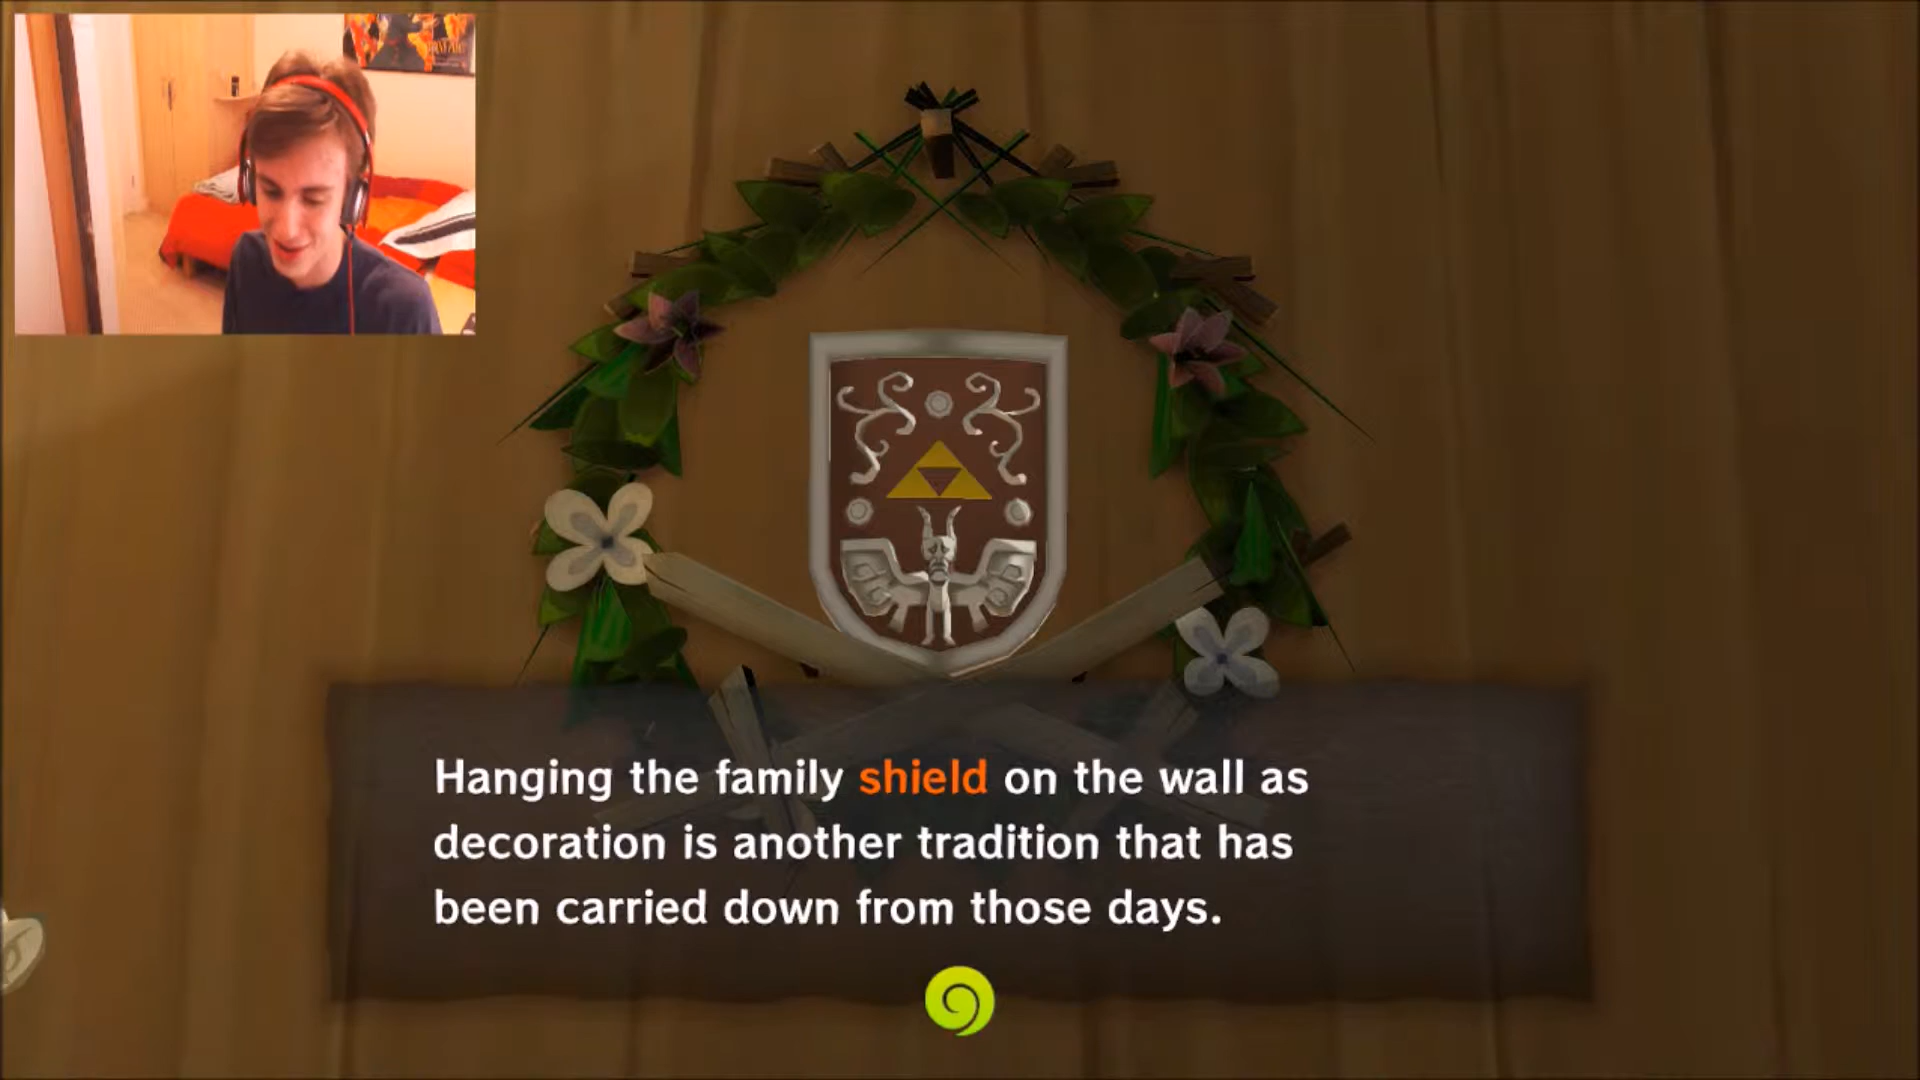 Hanging the family shield on the wall as
decoration is another tradition that has
been carried down from those days.